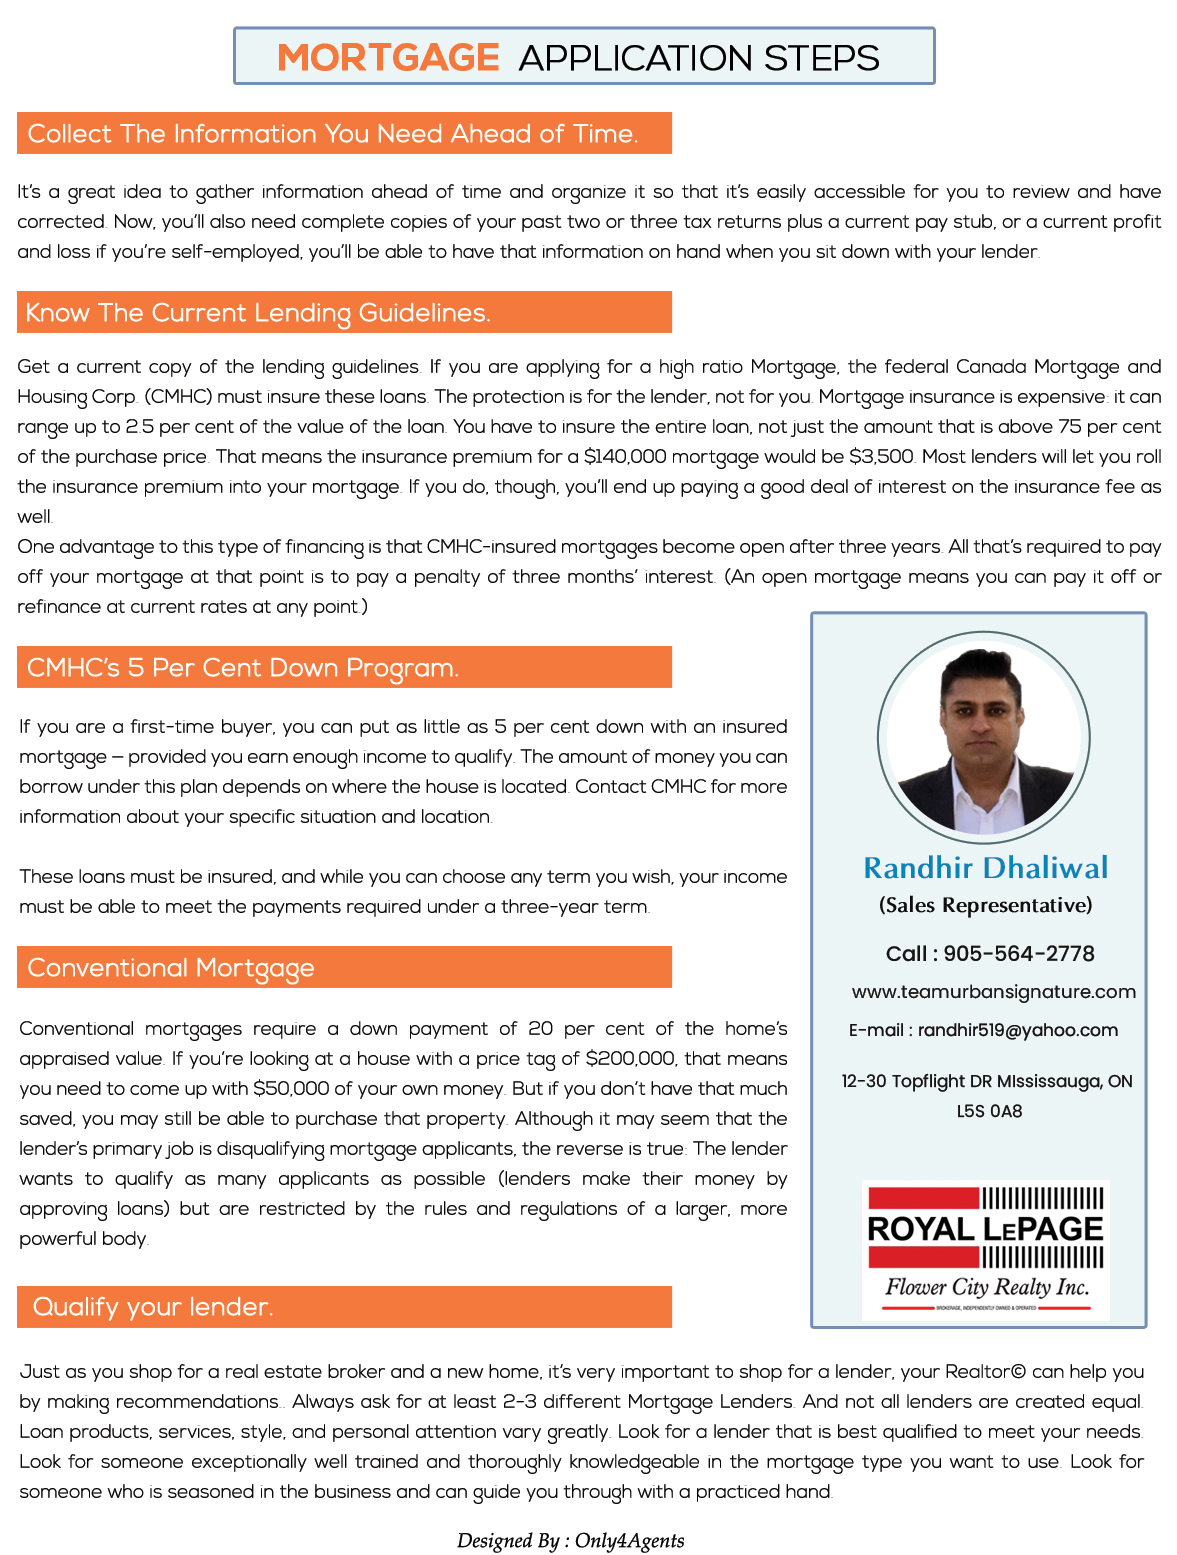 MORTGAGE APPLICATION STEPS
Collect The Information You Need Ahead of Time.
It's a great idea to gather information ahead of time and organize it so that it's easily accessible for you to review and have
corrected. Now, you'll also need complete copies of your past two or three tax returns plus a current pay stub, or a current profit
and loss if you're self-employed, you'll be able to have that information on hand when you sit down with your lender.
Know The Current Lending Guidelines.
Get a current copy of the lending guidelines. If you are applying for a high ratio Mortgage, the federal Canada Mortgage and
Housing Corp. (CMHC) must insure these loans. The protection is for the lender, not for you. Mortgage insurance is expensive: it can
range up to 2.5 per cent of the value of the loan. You have to insure the entire loan, not just the amount that is above 75 per cent
of the purchase price. That means the insurance premium for a $140,000 mortgage would be $3,500. Most lenders will let you roll
the insurance premium into your mortgage. If you do, though, you'll end up paying a good deal of interest on the insurance fee as
well.
One advantage to this type of financing is that CMHC-insured mortgages become open after three years. All that's required to pay
off your mortgage at that point is to pay a penalty of three months' interest. (An open mortgage means you can pay it off or
refinance at current rates at any point.)
CMHC's 5 Per Cent Down Program.
If you are a first-time buyer, you can put as little as 5 per cent down with an insured
mortgage – provided you earn enough income to qualify. The amount of money you can
borrow under this plan depends on where the house is located. Contact CMHC for more
information about your specific situation and location.
These loans must be insured, and while you can choose any term you wish, your income
must be able to meet the payments required under a three-year term.
Conventional Mortgage
Conventional mortgages require a down payment of 20 per cent of the home's
appraised value. If you're looking at a house with a price tag of $200,000, that means
you need to come up with $50,000 of your own money. But if you don't have that much
saved, you may still be able to purchase that property. Although it may seem that the
lender's primary job is disqualifying mortgage applicants, the reverse is true: The lender
wants to qualify as many applicants as possible (lenders make their money by
approving loans) but are restricted by the rules and regulations of a larger, more
powerful body.
Randhir Dhaliwal
(Sales Representative)
Call : 905-564-2778
www.teamurbansignature.com
E-mail : randhir519@yahoo.com
12-30 Topflight DR MIssissauga, ON
L5S 0A8
ROYAL LEPAGE
Flower City Realty Inc.
BROKERAGE, INDEPENDENTLY OWNED & OPERATED
Qualify your lender.
Just as you shop for a real estate broker and a new home, it's very important to shop for a lender, your Realtor© can help you
by making recommendations.. Always ask for at least 2-3 different Mortgage Lenders. And not all lenders are created equal.
Loan products, services, style, and personal attention vary greatly. Look for a lender that is best qualified to meet your needs.
Look for someone exceptionally well trained and thoroughly knowledgeable in the mortgage type you want to use. Look for
someone who is seasoned in the business and can guide you through with a practiced hand.
Designed By : Only4Agents